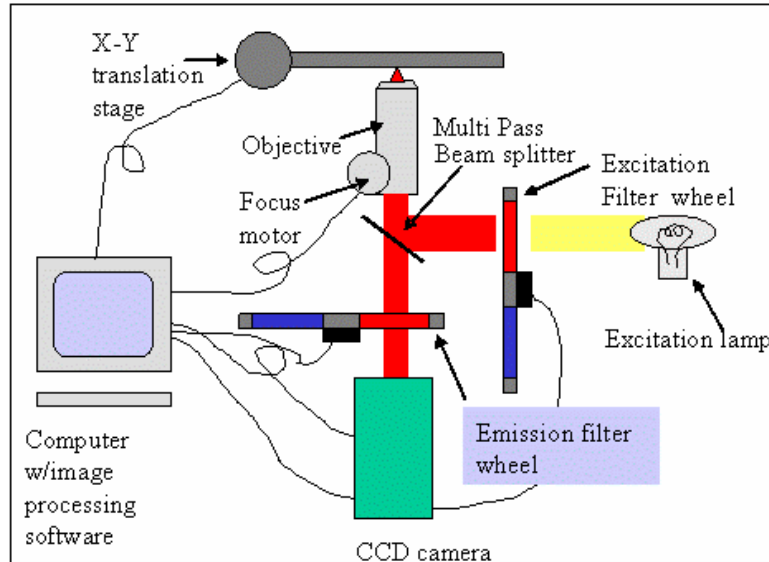 X-Y
translation
stage
Objective
Multi Pass
Beam splitter
Excitation
Filter wheel
Focus
motor
Excitation lamp
Emission filter
wheel
Computer
w/image
processing
software
CCD camera